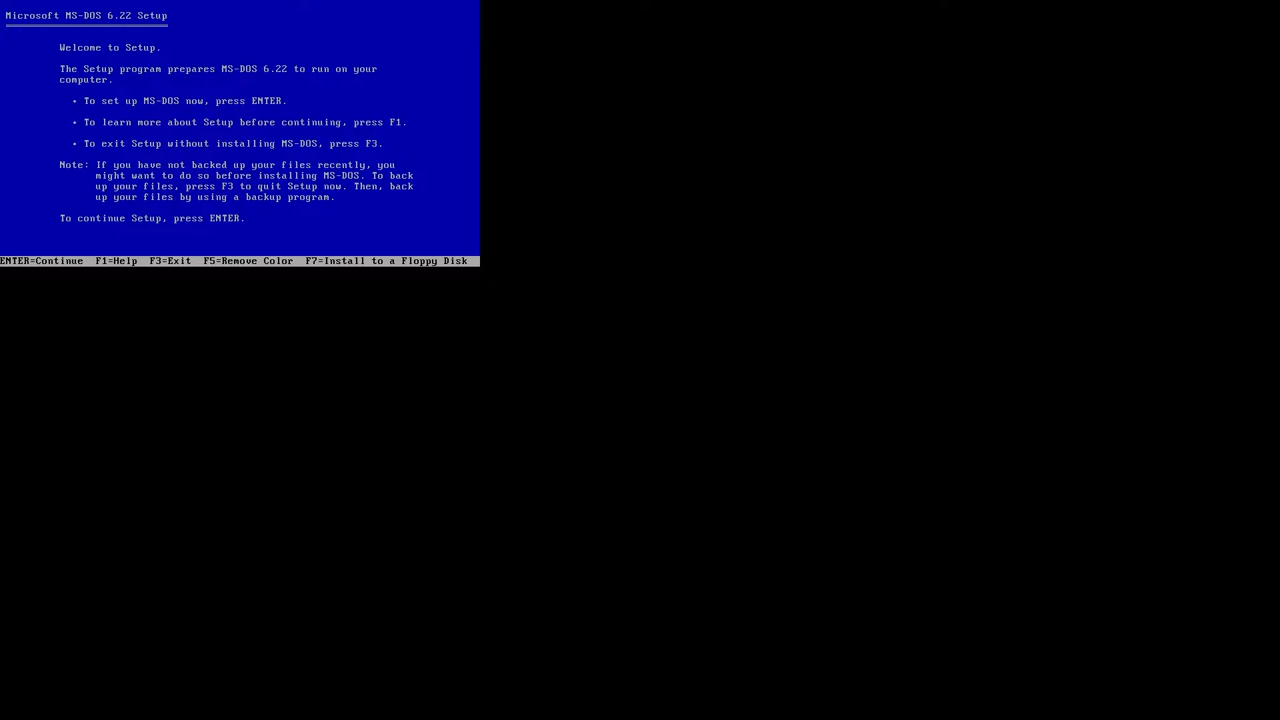 Microsoft MS-DOS 6.22 Setup
Welcome to Setup.
The Setup program prepares MS-DOS 6.22 to run on your
computer.
• To set up MS-DOS now, press ENTER.
• To learn more about Setup before continuing, press F1.
• To exit Setup without installing MS-DOS, press F3.
Note: If you have not backed up your files recently, you
might want to do so before installing MS-DOS. To back
up your files, press F3 to quit Setup now. Then, back
up your files by using a backup program.
To continue Setup, press ENTER.
ENTER=Continue  F1=Help  F3=Exit  F5=Remove Color  F7=Install to a Floppy Disk